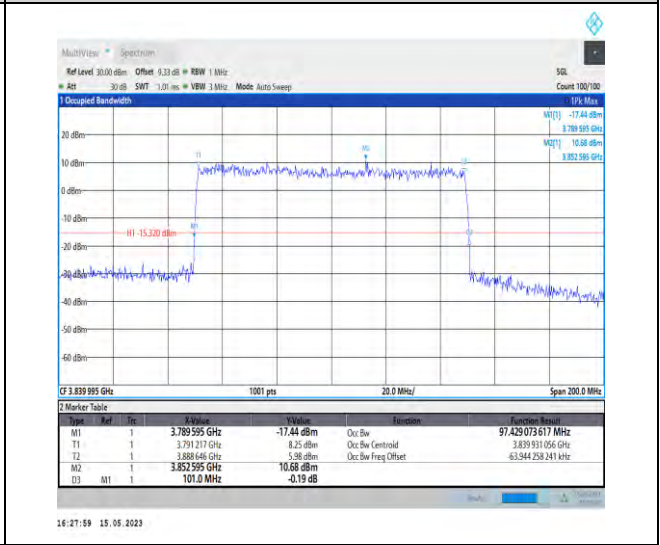 MultiView Spectrum
Ref Level 30.00 dBm Offset 9.33 dB RBW 1 MHz SGL
Att 30 dB SWT 1.01 ms VBW 3 MHz Mode Auto Sweep Count 100/100
1 Occupied Bandwidth 1Pk Max
M1[1] -17.44 dBm
3.789 595 GHz
M2[1] 10.68 dBm
3.852 595 GHz
20 dBm
10 dBm
0 dBm
-10 dBm
-20 dBm
-30 dBm
-40 dBm
-50 dBm
-60 dBm
T1
M2
T2
M1
H1 -15.320 dBm
D3
CF 3.839 995 GHz 1001 pts 20.0 MHz/ Span 200.0 MHz
2 Marker Table
Type Ref Trc X-Value Y-Value Function Function Result
M1 1 3.789 595 GHz -17.44 dBm Occ Bw 97.429 073 617 MHz
T1 1 3.791 217 GHz 8.25 dBm Occ Bw Centroid 3.839 931 056 GHz
T2 1 3.888 646 GHz 5.98 dBm Occ Bw Freq Offset -63.944 258 241 kHz
M2 1 3.852 595 GHz 10.68 dBm
D3 M1 1 101.0 MHz -0.19 dB
16:27:59 15.05.2023